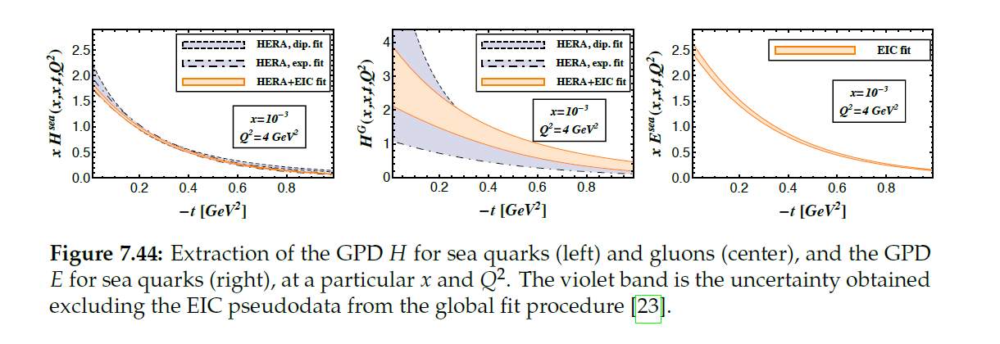 x H^sea(x,x,t,Q²)
2.5
2.0
1.5
1.0
0.5
0.0
HERA, dip. fit
HERA, exp. fit
HERA+EIC fit
x=10⁻³
Q²=4 GeV²
0.2 0.4 0.6 0.8
−t [GeV²]
H^G(x,x,t,Q²)
4
3
2
1
0
HERA, dip. fit
HERA, exp. fit
HERA+EIC fit
x=10⁻³
Q²=4 GeV²
0.2 0.4 0.6 0.8
−t [GeV²]
x E^sea(x,x,t,Q²)
2.5
2.0
1.5
1.0
0.5
0.0
EIC fit
x=10⁻³
Q²=4 GeV²
0.2 0.4 0.6 0.8
−t [GeV²]
Figure 7.44: Extraction of the GPD H for sea quarks (left) and gluons (center), and the GPD
E for sea quarks (right), at a particular x and Q². The violet band is the uncertainty obtained
excluding the EIC pseudodata from the global fit procedure [23].